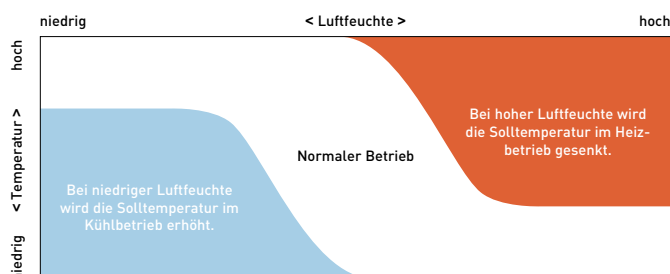 niedrig
< Luftfeuchte >
hoch
hoch
< Temperatur >
niedrig
Bei hoher Luftfeuchte wird
die Solltemperatur im Heiz-
betrieb gesenkt.
Normaler Betrieb
Bei niedriger Luftfeuchte
wird die Solltemperatur im
Kühlbetrieb erhöht.